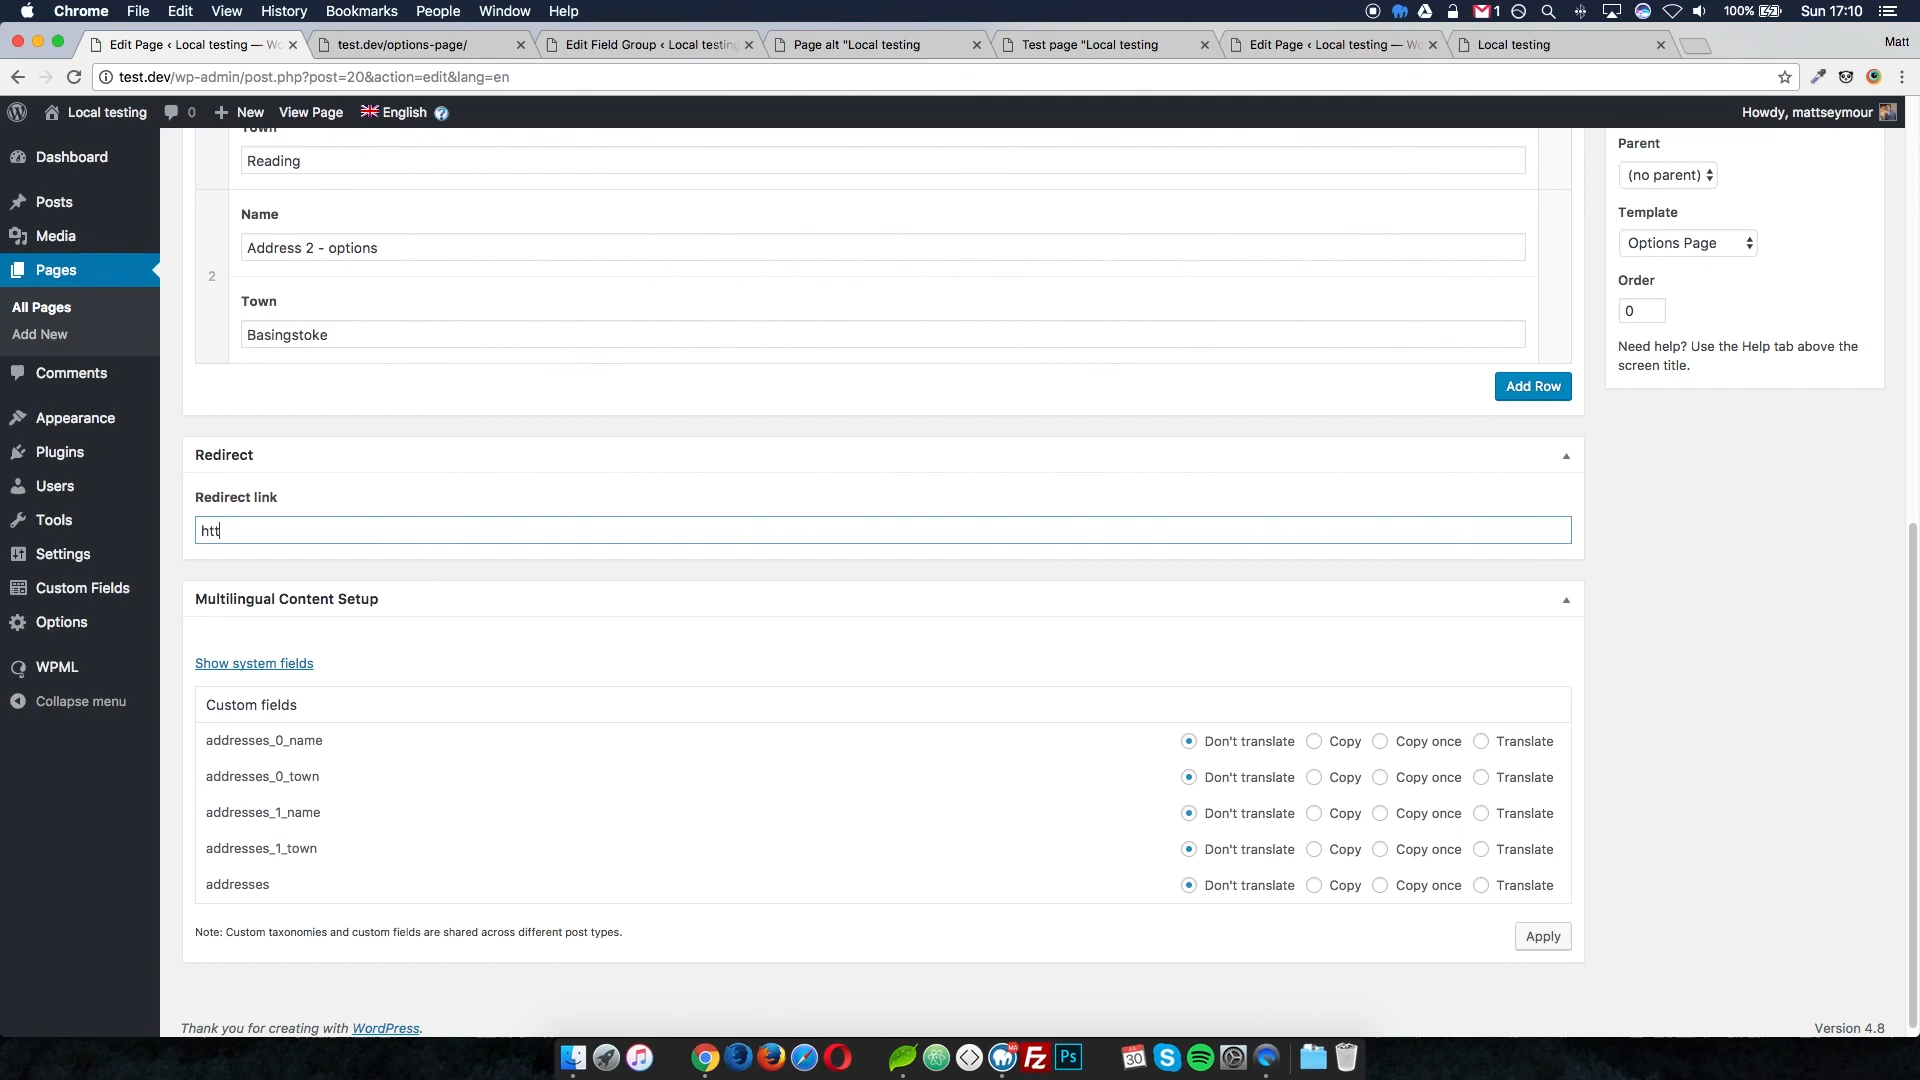 Chrome File Edit View History Bookmarks People Window Help 1 100% Sun 17:10
Edit Page ‹ Local testing — Wo test.dev/options-page/ Edit Field Group ‹ Local testing Page alt "Local testing Test page "Local testing Edit Page ‹ Local testing — Wo Local testing Matt
test.dev/wp-admin/post.php?post=20&action=edit&lang=en
Local testing 0 New View Page English Howdy, mattseymour
Dashboard
Posts
Media
Pages
All Pages
Add New
Comments
Appearance
Plugins
Users
Tools
Settings
Custom Fields
Options
WPML
Collapse menu
Town
Reading
Name
Address 2 - options
2
Town
Basingstoke
Add Row
Redirect
Redirect link
htt
Multilingual Content Setup
Show system fields
Custom fields
addresses_0_name Don't translate Copy Copy once Translate
addresses_0_town Don't translate Copy Copy once Translate
addresses_1_name Don't translate Copy Copy once Translate
addresses_1_town Don't translate Copy Copy once Translate
addresses Don't translate Copy Copy once Translate
Note: Custom taxonomies and custom fields are shared across different post types.
Apply
Parent
(no parent)
Template
Options Page
Order
0
Need help? Use the Help tab above the
screen title.
Thank you for creating with WordPress.
Version 4.8
MA
Fz
Ps
30